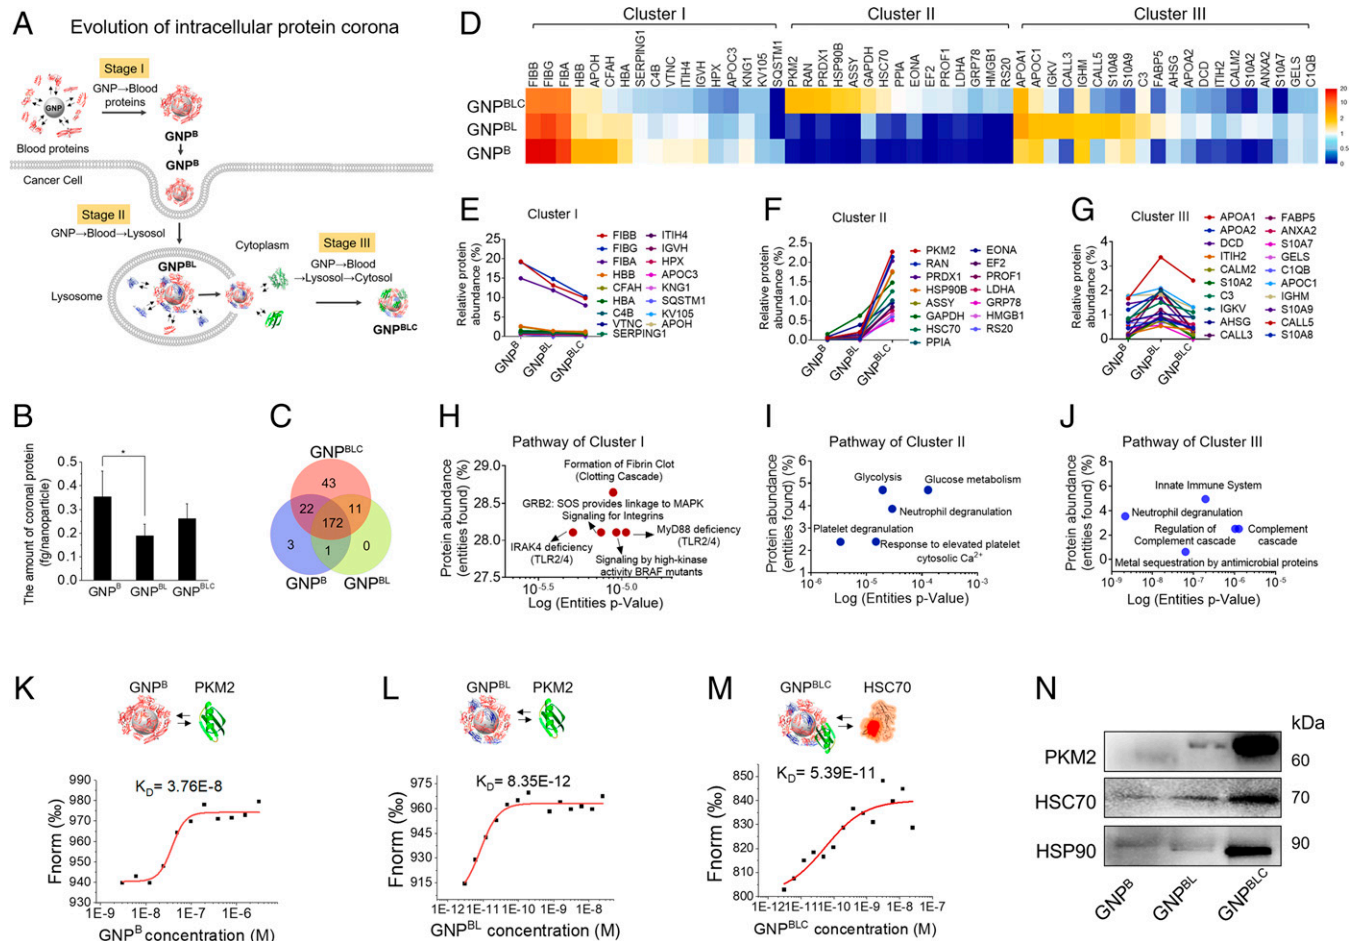 A
Evolution of intracellular protein corona
Stage I
GNP→Blood
proteins
GNP
Blood proteins
GNPᴮ
GNPᴮ
Cancer Cell
Stage II
GNP→Blood→Lysosol
Cytoplasm
Stage III
GNP→Blood
→Lysosol→Cytosol
GNPᴮᴸ
Lysosome
GNPᴮᴸꟲ
B
The amount of coronal protein
(fg/nanoparticle)
0.5
0.4
0.3
0.2
0.1
0.0
*
GNPᴮ
GNPᴮᴸ
GNPᴮᴸꟲ
C
GNPᴮᴸꟲ
43
22
11
172
3
1
0
GNPᴮ
GNPᴮᴸ
D
Cluster I
Cluster II
Cluster III
FIBB
FIBG
FIBA
HBB
APOH
CFAH
HBA
SERPING1
C4B
VTNC
ITIH4
IGVH
HPX
APOC3
KNG1
KV105
SQSTM1
PKM2
RAN
PRDX1
HSP90B
ASSY
GAPDH
HSC70
PPIA
EONA
EF2
PROF1
LDHA
GRP78
HMGB1
RS20
APOA1
APOC1
IGKV
CALL3
IGHM
CALL5
S10A8
S10A9
C3
FABP5
AHSG
APOA2
DCD
ITIH2
CALM2
S10A2
ANXA2
S10A7
GELS
C1QB
GNPᴮᴸꟲ
GNPᴮᴸ
GNPᴮ
20
10
5
1
0.5
0
E
Cluster I
Relative protein
abundance (%)
25
20
15
10
5
0
GNPᴮ
GNPᴮᴸ
GNPᴮᴸꟲ
FIBB
FIBG
FIBA
HBB
CFAH
HBA
C4B
VTNC
SERPING1
ITIH4
IGVH
HPX
APOC3
KNG1
SQSTM1
KV105
APOH
F
Cluster II
Relative protein
abundance (%)
2.5
2.0
1.5
1.0
0.5
0.0
GNPᴮ
GNPᴮᴸ
GNPᴮᴸꟲ
PKM2
RAN
PRDX1
HSP90B
ASSY
GAPDH
HSC70
PPIA
EONA
EF2
PROF1
LDHA
GRP78
HMGB1
RS20
G
Cluster III
Relative protein
abundance (%)
4
3
2
1
0
GNPᴮ
GNPᴮᴸ
GNPᴮᴸꟲ
APOA1
APOA2
DCD
ITIH2
CALM2
S10A2
C3
IGKV
AHSG
CALL3
FABP5
ANXA2
S10A7
GELS
C1QB
APOC1
IGHM
S10A9
CALL5
S10A8
H
Pathway of Cluster I
Protein abundance
(entities found) (%)
29.0
28.5
28.0
27.5
Formation of Fibrin Clot
(Clotting Cascade)
GRB2: SOS provides linkage to MAPK
Signaling for Integrins
IRAK4 deficiency
(TLR2/4)
MyD88 deficiency
(TLR2/4)
Signaling by high-kinase
activity BRAF mutants
10⁻⁵·⁵
10⁻⁵·⁰
Log (Entities p-Value)
I
Pathway of Cluster II
Protein abundance
(entities found) (%)
6
4
2
0
Glycolysis
Glucose metabolism
Neutrophil degranulation
Platelet degranulation
Response to elevated platelet
cytosolic Ca²⁺
10⁻⁶
10⁻⁵
10⁻⁴
10⁻³
Log (Entities p-Value)
J
Pathway of Cluster III
Protein abundance
(entities found) (%)
8
6
4
2
0
Innate Immune System
Neutrophil degranulation
Regulation of
Complement cascade
Complement
cascade
Metal sequestration by antimicrobial proteins
10⁻⁹
10⁻⁸
10⁻⁷
10⁻⁶
10⁻⁵
Log (Entities p-Value)
K
GNPᴮ
PKM2
K_D= 3.76E-8
Fnorm (‰)
990
980
970
960
950
940
930
1E-9
1E-8
1E-7
1E-6
GNPᴮ concentration (M)
L
GNPᴮᴸ
PKM2
K_D= 8.35E-12
Fnorm (‰)
975
960
945
930
915
1E-12
1E-11
1E-10
1E-9
1E-8
GNPᴮᴸ concentration (M)
M
GNPᴮᴸꟲ
HSC70
K_D= 5.39E-11
Fnorm (‰)
850
840
830
820
810
800
1E-12
1E-11
1E-10
1E-9
1E-8
1E-7
GNPᴮᴸꟲ concentration (M)
N
kDa
PKM2
60
HSC70
70
HSP90
90
GNPᴮ
GNPᴮᴸ
GNPᴮᴸꟲ